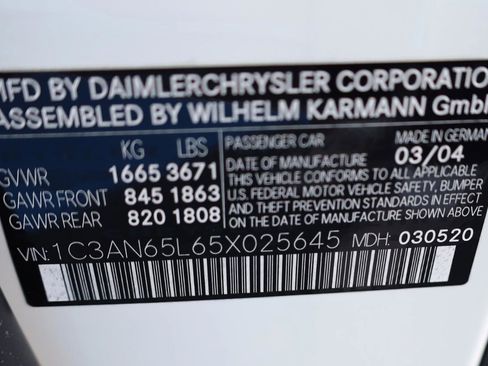 MFD BY DAIMLERCHRYSLER CORPORATION
ASSEMBLED BY WILHELM KARMANN GmbH
KG LBS PASSENGER CAR MADE IN GERMANY
GVWR 1665 3671 DATE OF MANUFACTURE 03/04
GAWR FRONT 845 1863 THIS VEHICLE CONFORMS TO ALL APPLICABLE
GAWR REAR 820 1808 U.S. FEDERAL MOTOR VEHICLE SAFETY, BUMPER
AND THEFT PREVENTION STANDARDS IN EFFECT
ON THE DATE OF MANUFACTURE SHOWN ABOVE.
VIN: 1C3AN65L65X025645 MDH: 030520